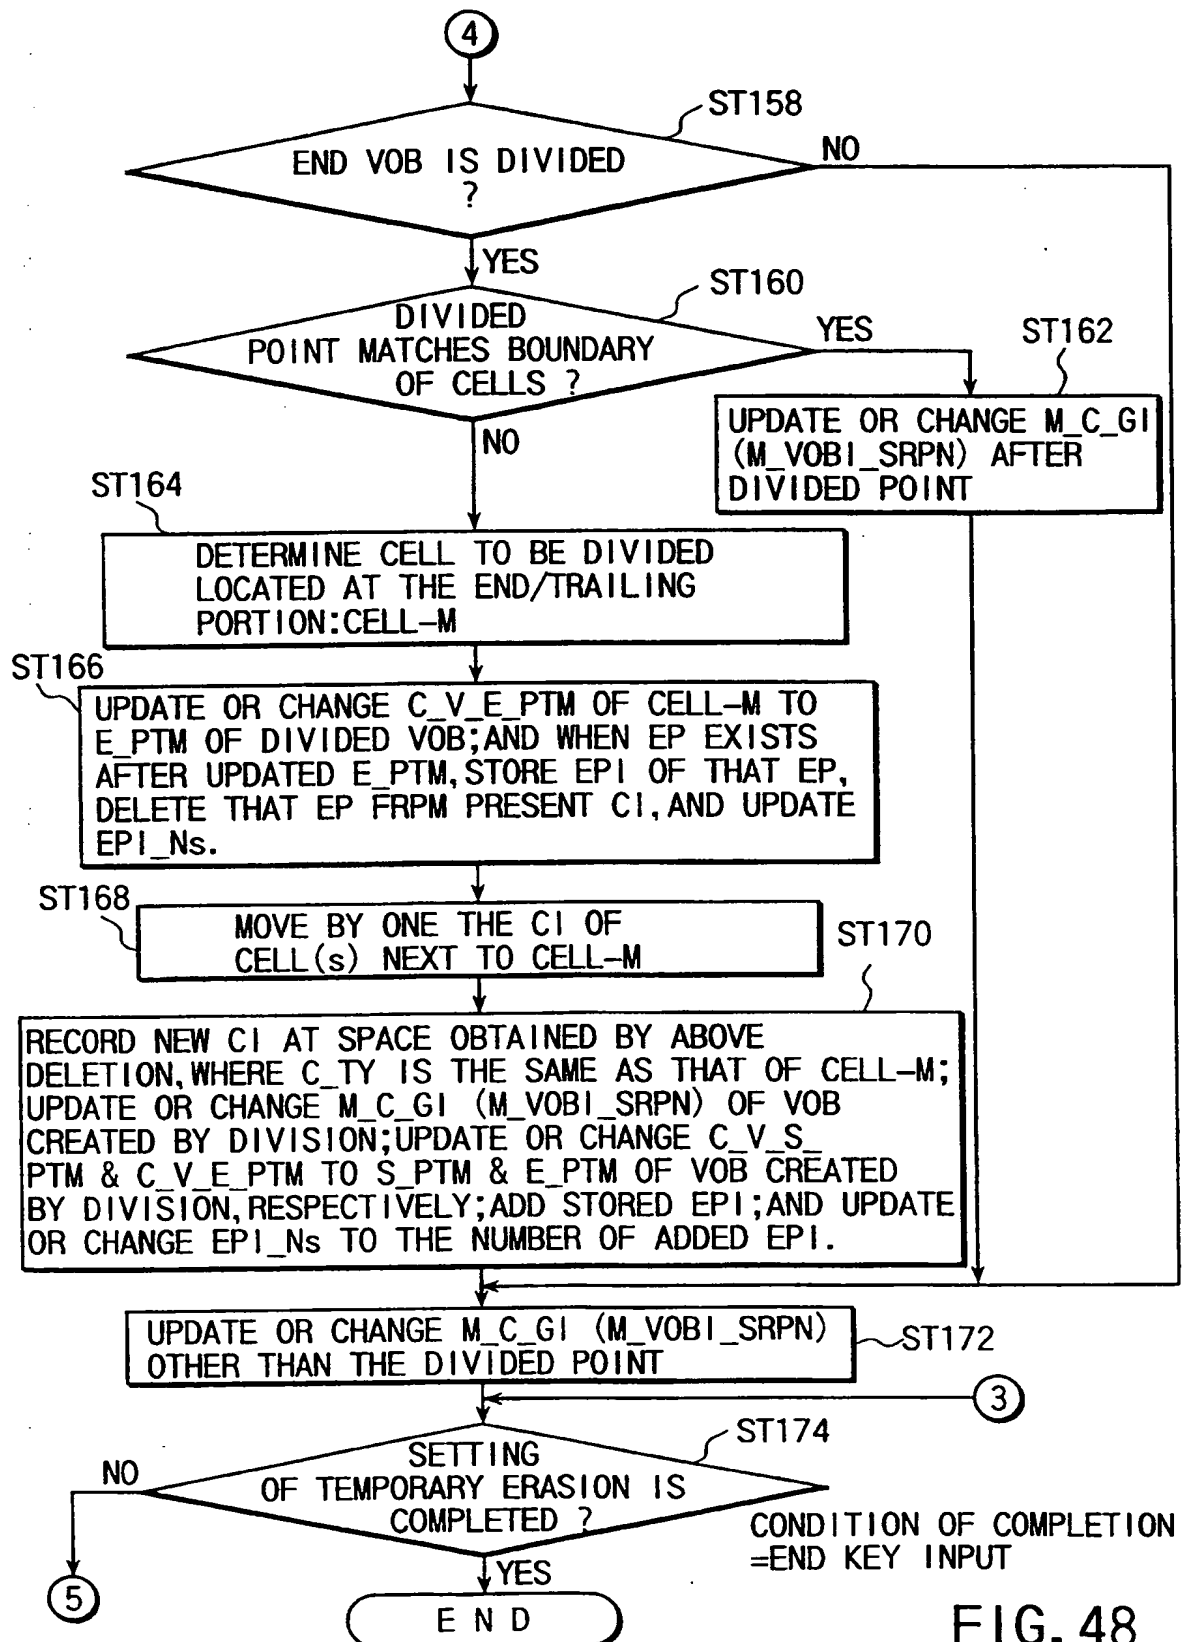 4
ST158
END VOB IS DIVIDED
?
NO
YES
ST160
DIVIDED
POINT MATCHES BOUNDARY
OF CELLS ?
YES
ST162
UPDATE OR CHANGE M_C_GI
(M_VOBI_SRPN) AFTER
DIVIDED POINT
NO
ST164
DETERMINE CELL TO BE DIVIDED
LOCATED AT THE END/TRAILING
PORTION:CELL-M
ST166
UPDATE OR CHANGE C_V_E_PTM OF CELL-M TO
E_PTM OF DIVIDED VOB;AND WHEN EP EXISTS
AFTER UPDATED E_PTM,STORE EPI OF THAT EP,
DELETE THAT EP FRPM PRESENT CI,AND UPDATE
EPI_Ns.
ST168
MOVE BY ONE THE CI OF
CELL(s) NEXT TO CELL-M
ST170
RECORD NEW CI AT SPACE OBTAINED BY ABOVE
DELETION,WHERE C_TY IS THE SAME AS THAT OF CELL-M;
UPDATE OR CHANGE M_C_GI (M_VOBI_SRPN) OF VOB
CREATED BY DIVISION;UPDATE OR CHANGE C_V_S_
PTM & C_V_E_PTM TO S_PTM & E_PTM OF VOB CREATED
BY DIVISION,RESPECTIVELY;ADD STORED EPI;AND UPDATE
OR CHANGE EPI_Ns TO THE NUMBER OF ADDED EPI.
UPDATE OR CHANGE M_C_GI (M_VOBI_SRPN)
OTHER THAN THE DIVIDED POINT
ST172
3
ST174
SETTING
OF TEMPORARY ERASION IS
COMPLETED ?
NO
5
YES
CONDITION OF COMPLETION
=END KEY INPUT
END
FIG. 48